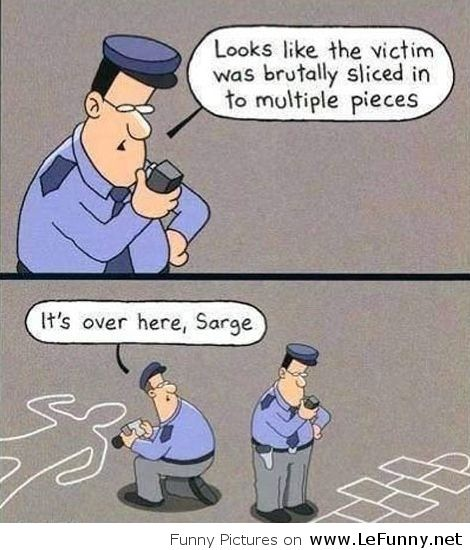 Looks like the victim
was brutally sliced in
to multiple pieces
It's over here, Sarge
Funny Pictures on www.LeFunny.net